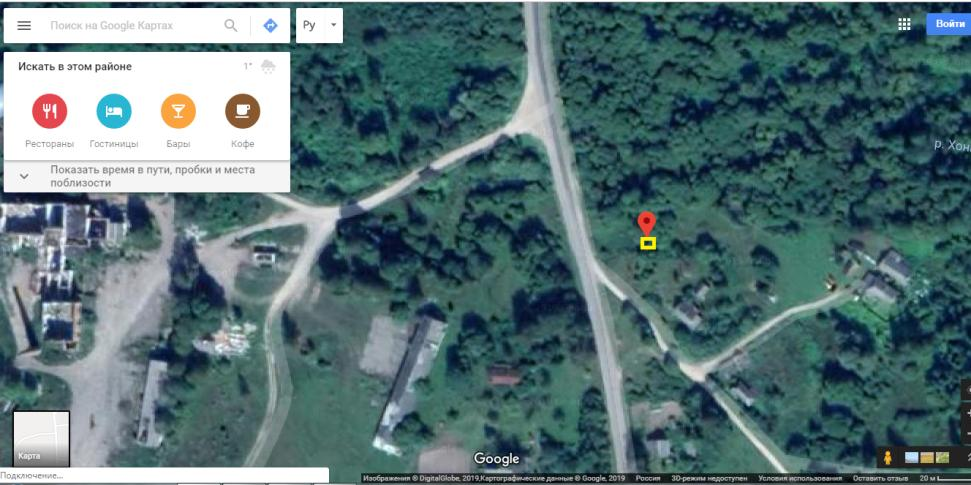 Поиск на Google Картах
Ру
Войти
Искать в этом районе
1°
Рестораны Гостиницы Бары Кофе
Показать время в пути, пробки и места
поблизости
Карта
Google
Подключение...
Изображения © DigitalGlobe, 2019,Картографические данные © Google, 2019 Россия 3D-режим недоступен Условия использования Оставить отзыв 20 м